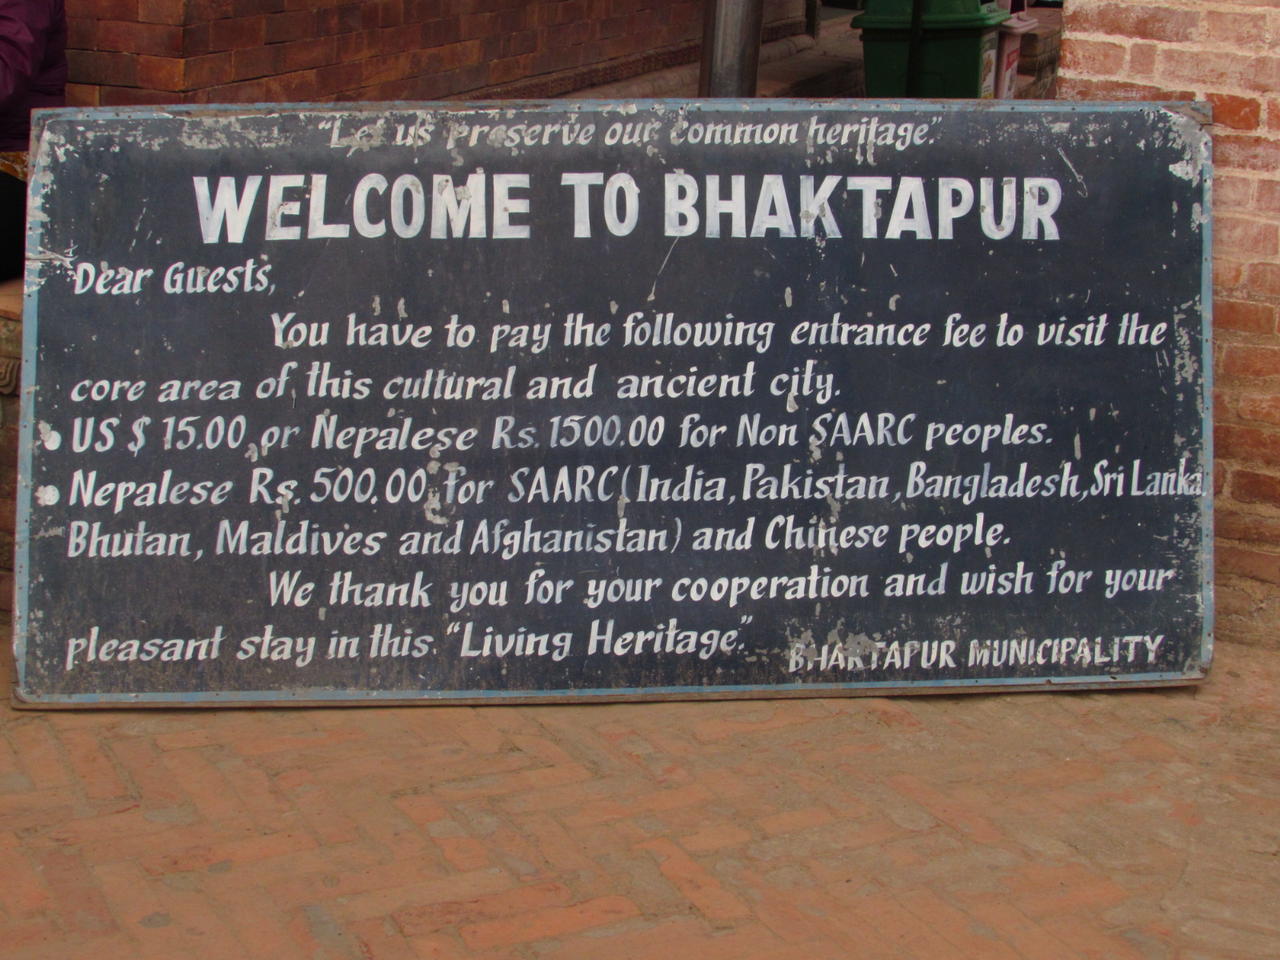 "Let us preserve our common heritage."
WELCOME TO BHAKTAPUR
Dear Guests,
You have to pay the following entrance fee to visit the
core area of this cultural and ancient city.
• US $ 15.00 or Nepalese Rs. 1500.00 for Non SAARC peoples.
• Nepalese Rs. 500.00 for SAARC (India, Pakistan, Bangladesh, Sri Lanka,
Bhutan, Maldives and Afghanistan) and Chinese people.
We thank you for your cooperation and wish for your
pleasant stay in this "Living Heritage".
BHAKTAPUR MUNICIPALITY